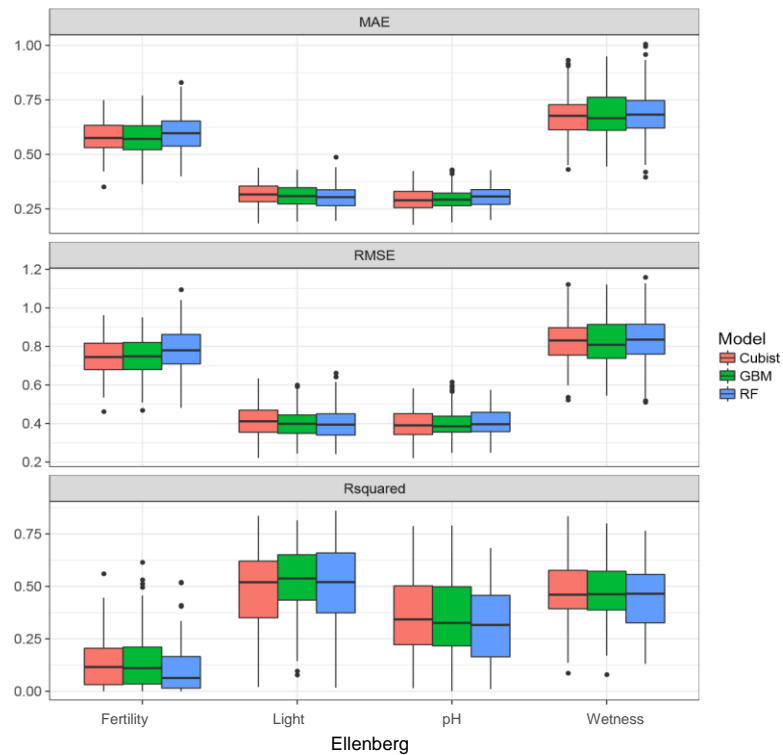 MAE
1.00
0.75
0.50
0.25
RMSE
1.2
1.0
0.8
0.6
0.4
0.2
Model
Cubist
GBM
RF
Rsquared
0.75
0.50
0.25
0.00
Fertility Light pH Wetness
Ellenberg